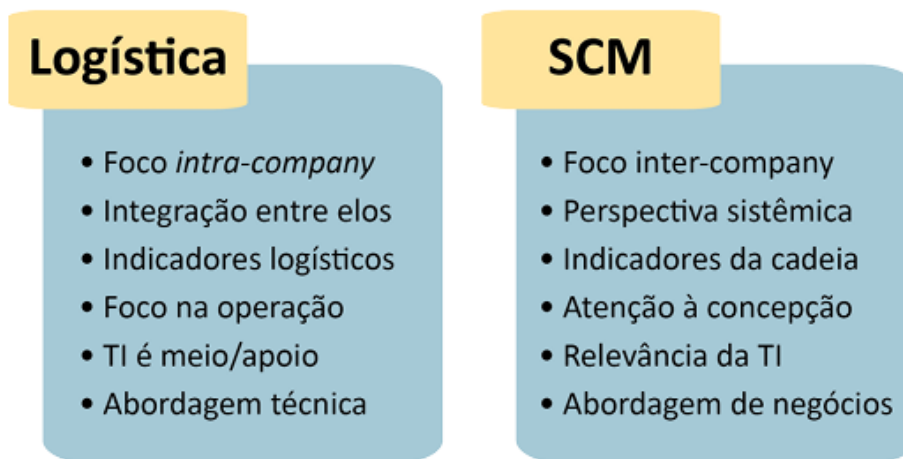 Logística
• Foco intra-company
• Integração entre elos
• Indicadores logísticos
• Foco na operação
• TI é meio/apoio
• Abordagem técnica
SCM
• Foco inter-company
• Perspectiva sistêmica
• Indicadores da cadeia
• Atenção à concepção
• Relevância da TI
• Abordagem de negócios